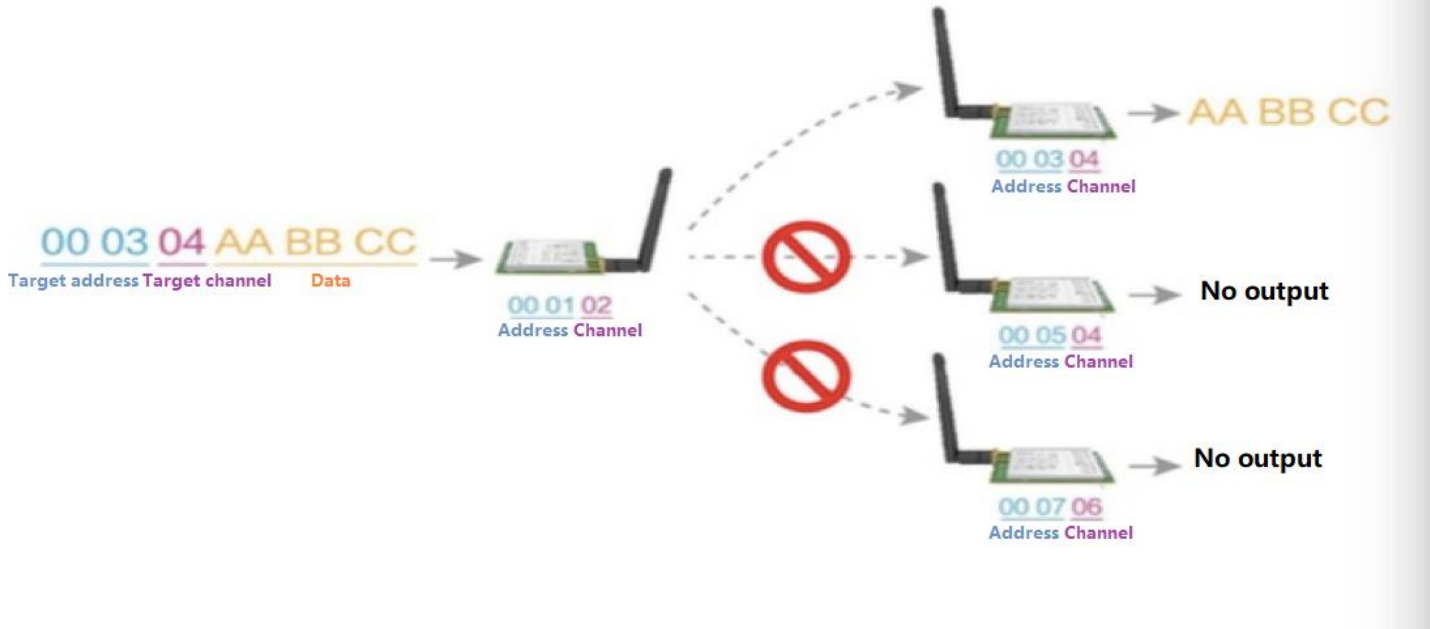 00 03 04 AA BB CC
Target address Target channel Data
00 01 02
Address Channel
AA BB CC
00 03 04
Address Channel
No output
00 05 04
Address Channel
No output
00 07 06
Address Channel